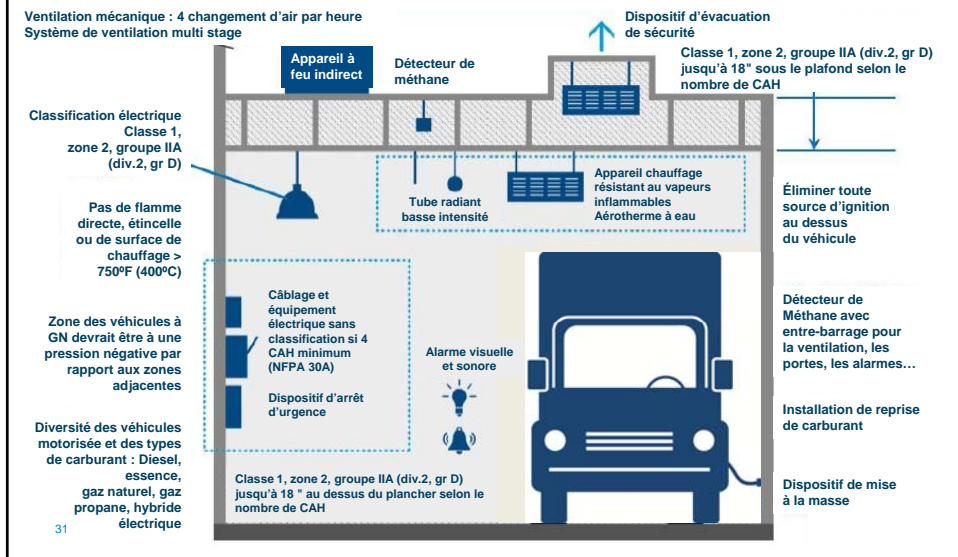 Ventilation mécanique : 4 changement d'air par heure
Système de ventilation multi stage
Appareil à
feu indirect
Détecteur de
méthane
Dispositif d'évacuation
de sécurité
Classe 1, zone 2, groupe IIA (div.2, gr D)
jusqu'à 18" sous le plafond selon le
nombre de CAH
Classification électrique
Classe 1,
zone 2, groupe IIA
(div.2, gr D)
Tube radiant
basse intensité
Appareil chauffage
résistant au vapeurs
inflammables
Aérotherme à eau
Éliminer toute
source d'ignition
au dessus
du véhicule
Pas de flamme
directe, étincelle
ou de surface de
chauffage >
750ºF (400ºC)
Câblage et
équipement
électrique sans
classification si 4
CAH minimum
(NFPA 30A)
Dispositif d'arrêt
d'urgence
Alarme visuelle
et sonore
Détecteur de
Méthane avec
entre-barrage pour
la ventilation, les
portes, les alarmes…
Zone des véhicules à
GN devrait être à une
pression négative par
rapport aux zones
adjacentes
Installation de reprise
de carburant
Diversité des véhicules
motorisée et des types
de carburant : Diesel,
essence,
gaz naturel, gaz
propane, hybride
électrique
Classe 1, zone 2, groupe IIA (div.2, gr D)
jusqu'à 18 " au dessus du plancher selon le
nombre de CAH
Dispositif de mise
à la masse
31